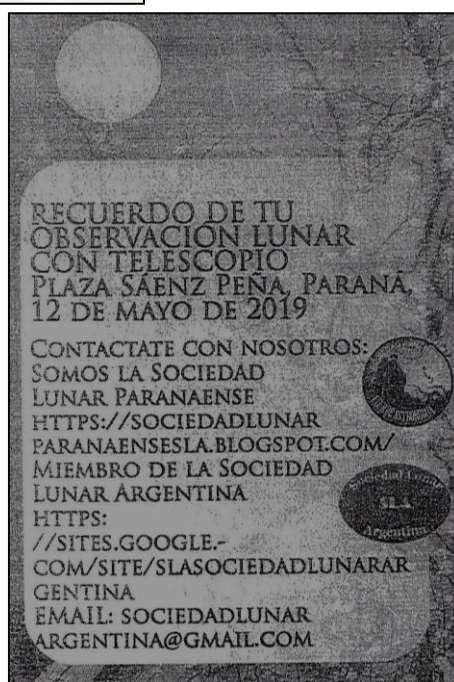 RECUERDO DE TU
OBSERVACIÓN LUNAR
CON TELESCOPIO
PLAZA SÁENZ PEÑA, PARANÁ,
12 DE MAYO DE 2019
CONTACTATE CON NOSOTROS:
SOMOS LA SOCIEDAD
LUNAR PARANAENSE
HTTPS://SOCIEDADLUNAR
PARANAENSESLA.BLOGSPOT.COM/
MIEMBRO DE LA SOCIEDAD
LUNAR ARGENTINA
HTTPS:
//SITES.GOOGLE.-
COM/SITE/SLASOCIEDADLUNARAR
GENTINA
EMAIL: SOCIEDADLUNAR
ARGENTINA@GMAIL.COM
Sociedad Lunar
SLA
Argentina